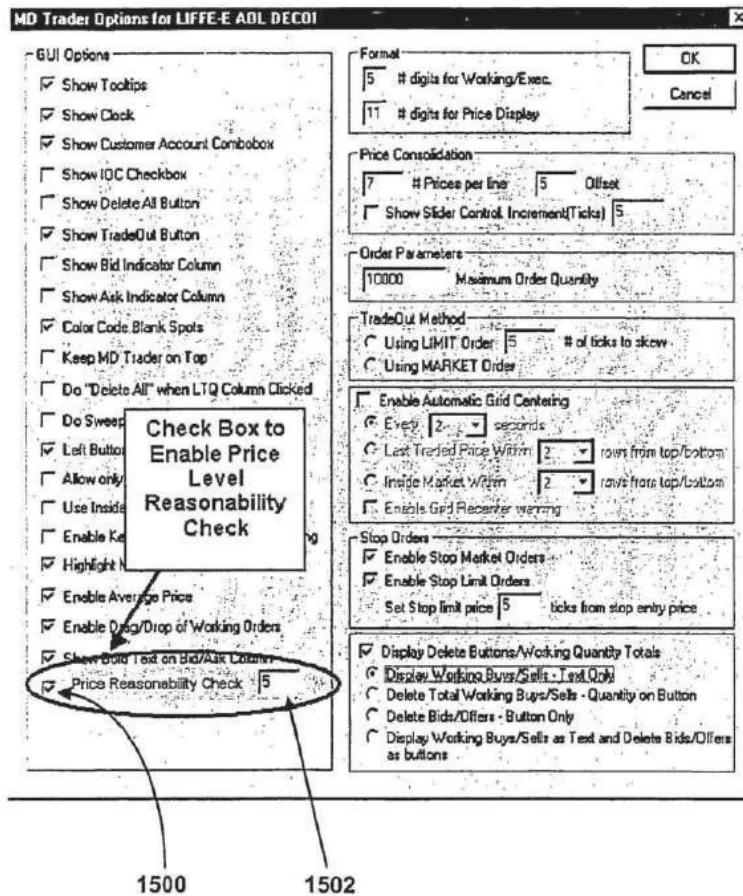 MD Trader Options for LIFFE-E AOL DEC01
GUI Options
Show Tooltips
Show Clock
Show Customer Account Combobox
Show IOC Checkbox
Show Delete All Button
Show TradeOut Button
Show Bid Indicator Column
Show Ask Indicator Column
Color Code Blank Spots
Keep MD Trader on Top
Do "Delete All" when LTQ Column Clicked
Do Sweep
Left Button
Allow only
Use Inside
Enable Ke
ng
Highlight M
Enable Average Price
Enable Drag/Drop of Working Orders
Show Bold Text on Bid/Ask Column
Price Reasonability Check 5
Check Box to
Enable Price
Level
Reasonability
Check
Format
5 # digits for Working/Exec.
11 # digits for Price Display
OK
Cancel
Price Consolidation
7 # Prices per line 5 Offset
Show Slider Control. Increment(Ticks) 5
Order Parameters
10000 Maximum Order Quantity
TradeOut Method
Using LIMIT Order 5 # of ticks to skew
Using MARKET Order
Enable Automatic Grid Centering
Every 2 seconds
Last Traded Price Within 2 rows from top/bottom
Inside Market Within 2 rows from top/bottom
Enable Grid Recenter warning
Stop Orders
Enable Stop Market Orders
Enable Stop Limit Orders
Set Stop limit price 5 ticks from stop entry price
Display Delete Buttons/Working Quantity Totals
Display Working Buys/Sells - Text Only
Delete Total Working Buys/Sells - Quantity on Button
Delete Bids/Offers - Button Only
Display Working Buys/Sells as Text and Delete Bids/Offers
as buttons
1500 1502